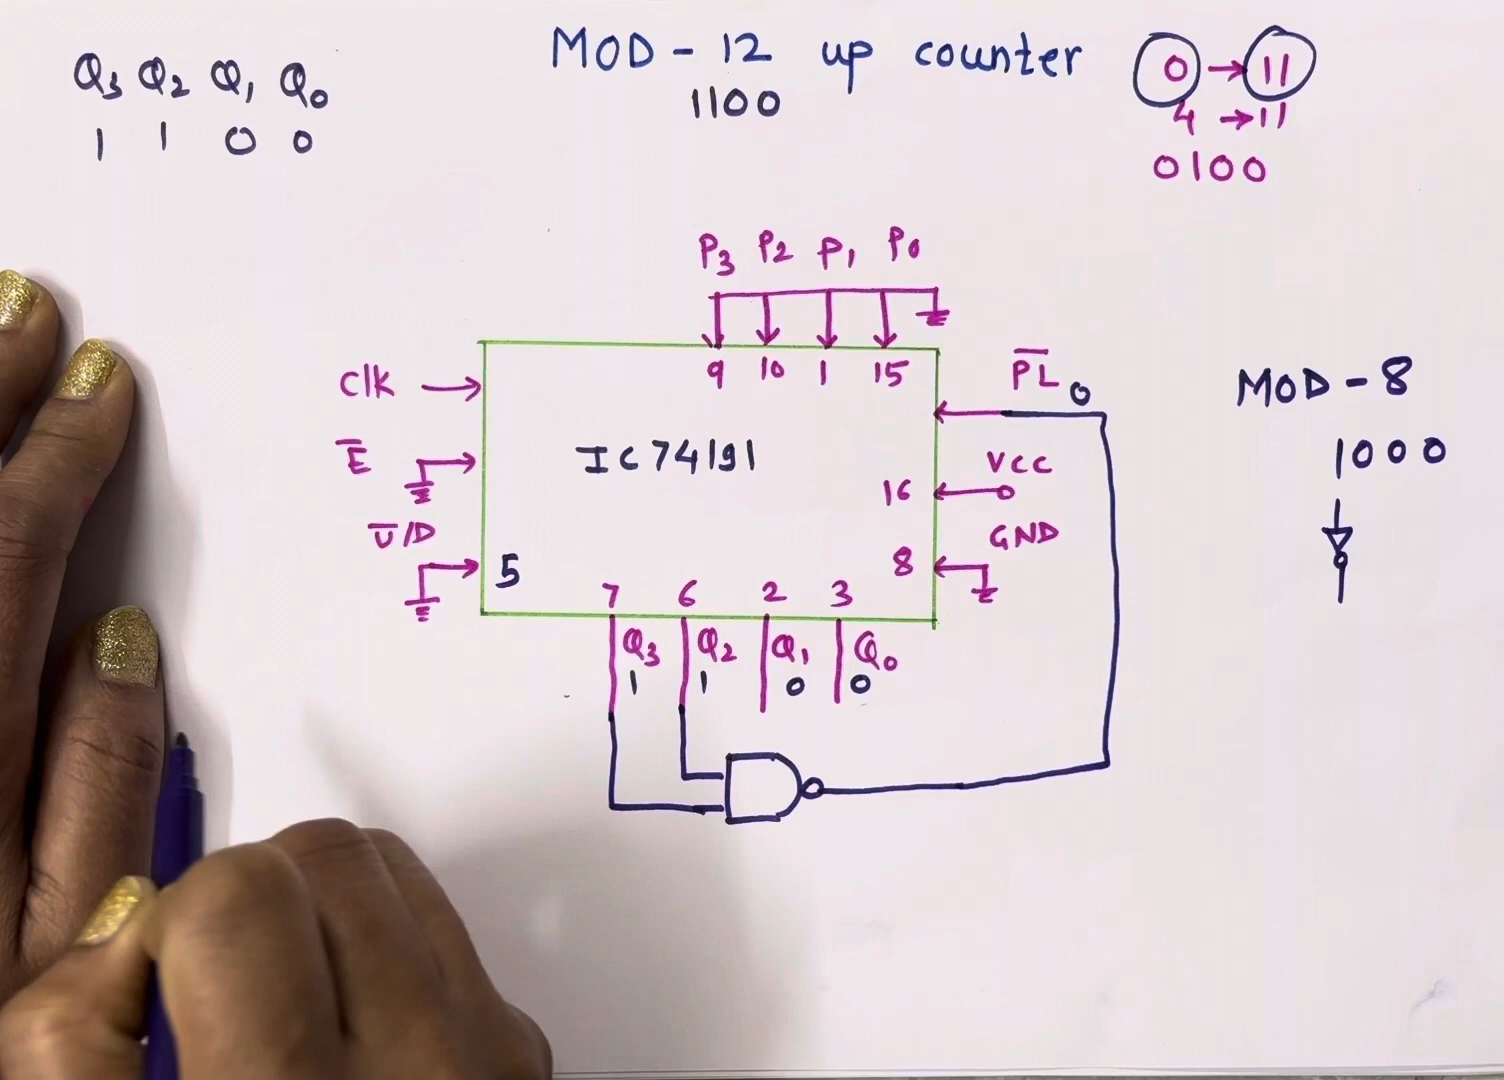 MOD - 12 up counter
1100
0 → 11
4 → 11
0100
Q3 Q2 Q1 Q0
1 1 0 0
P3 P2 P1 P0
9 10 1 15
Clk
P̅L̅ 0
MOD - 8
1000
E̅
IC 74191
VCC
16
U̅/D
GND
5
8
7 6 2 3
Q3 Q2 Q1 Q0
1 1 0 0